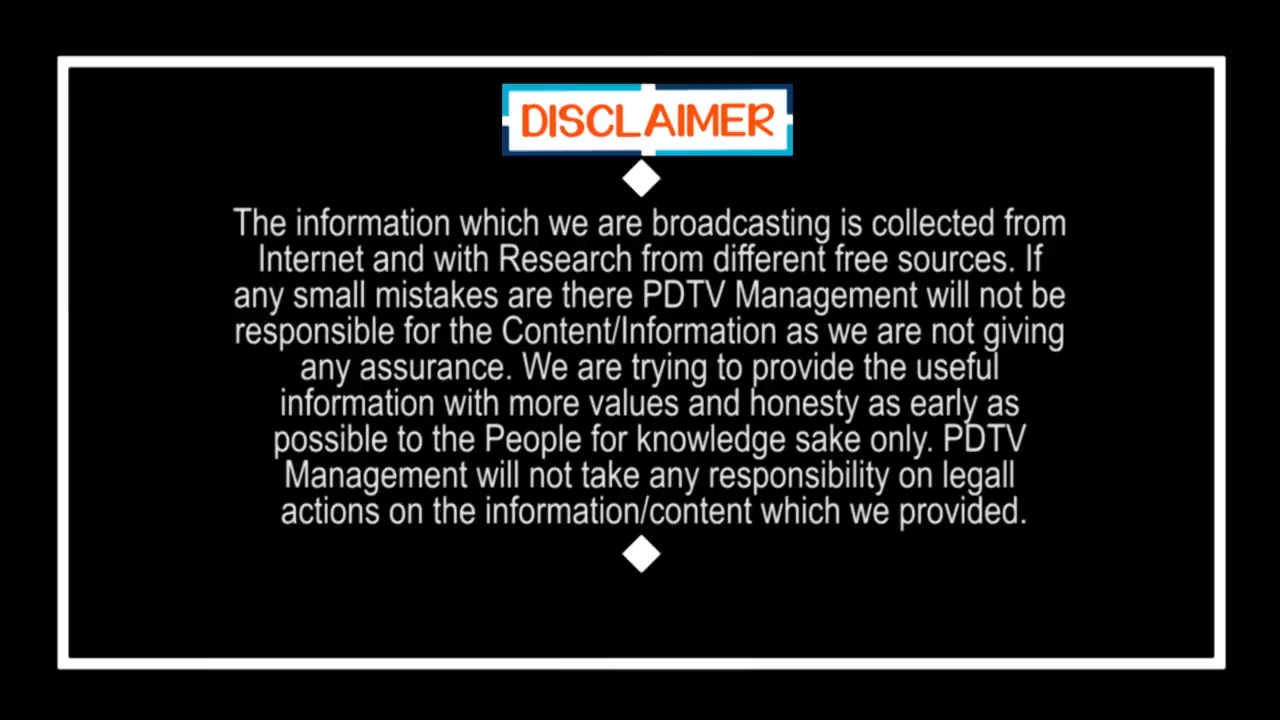 DISCLAIMER
The information which we are broadcasting is collected from
Internet and with Research from different free sources. If
any small mistakes are there PDTV Management will not be
responsible for the Content/Information as we are not giving
any assurance. We are trying to provide the useful
information with more values and honesty as early as
possible to the People for knowledge sake only. PDTV
Management will not take any responsibility on legall
actions on the information/content which we provided.